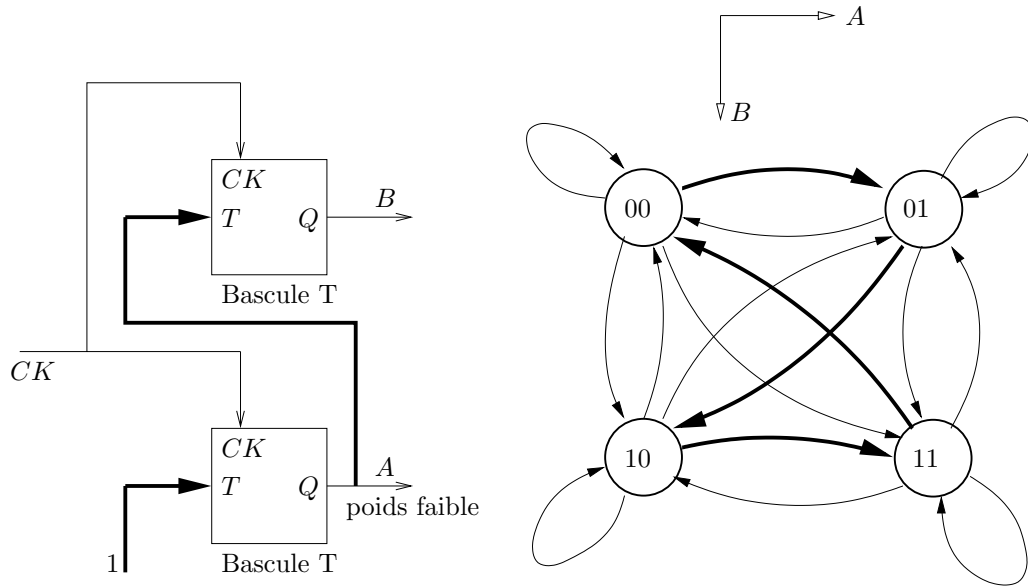 A
B
CK
T
Q
B
Bascule T
CK
CK
T
Q
A
poids faible
1
Bascule T
00
01
10
11